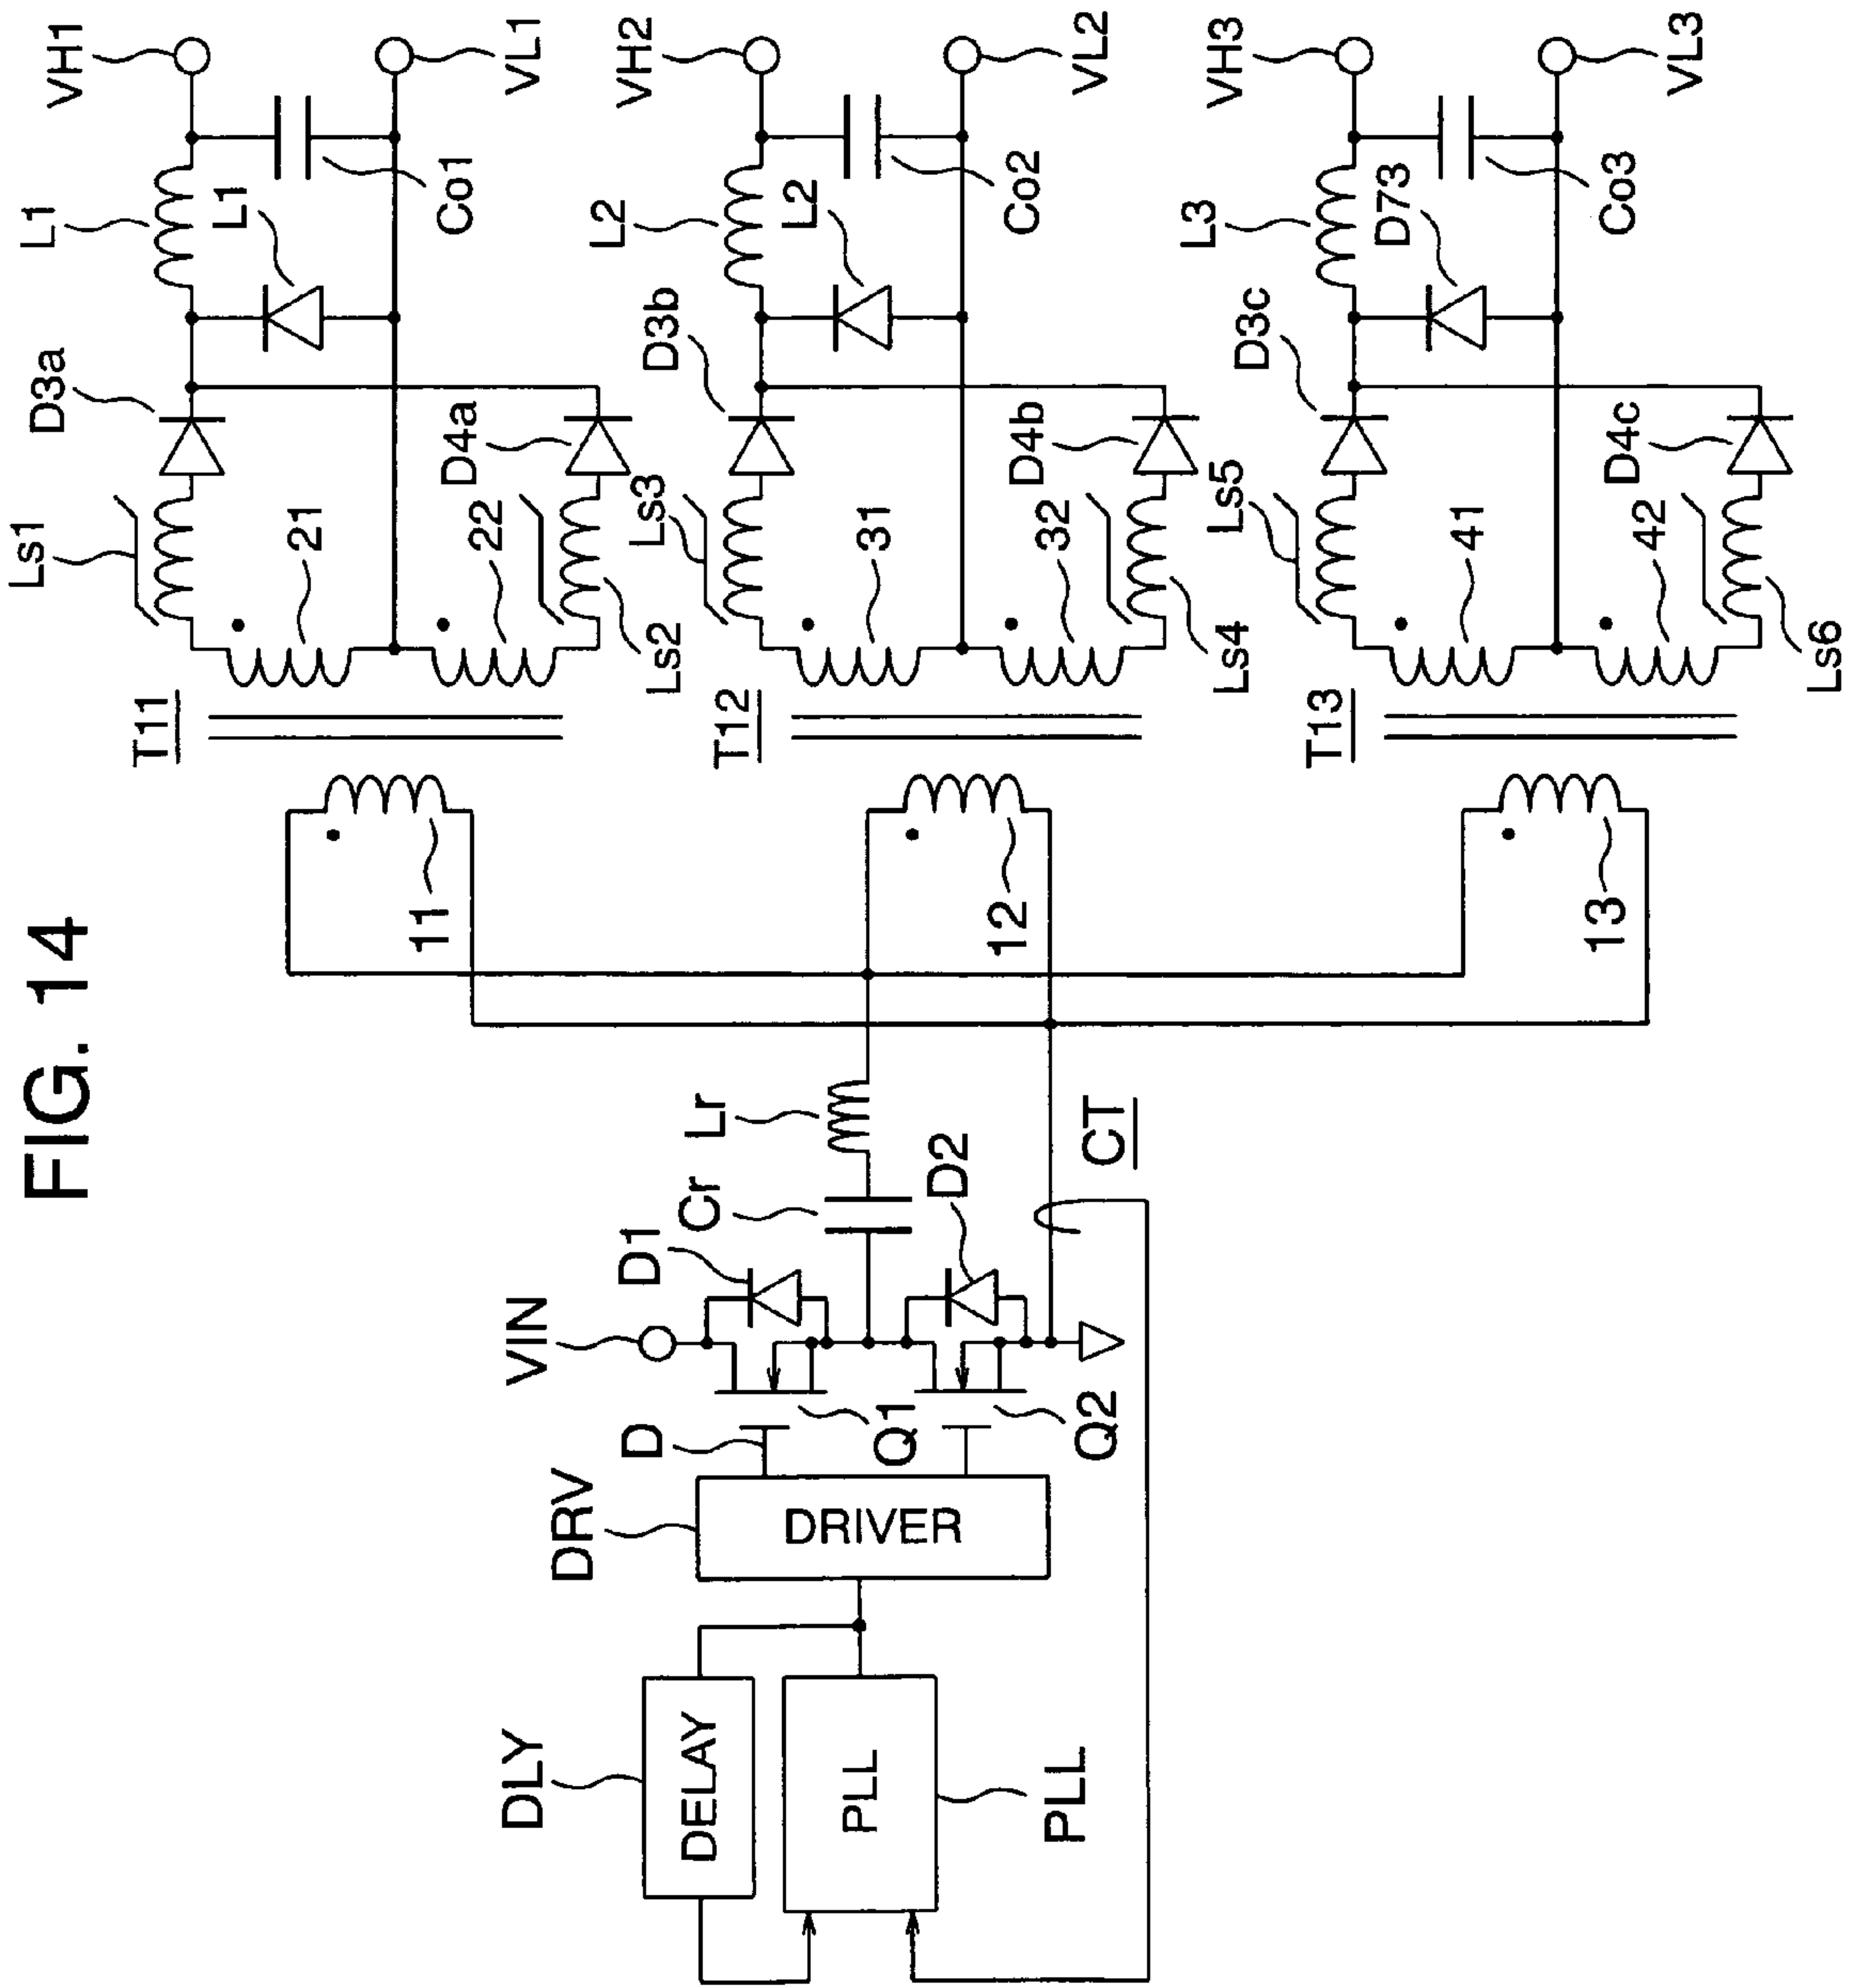 FIG. 14
VIN
D1
Cr
Lr
D2
CT
D
Q1
Q2
DRV
DRIVER
DLY
DELAY
PLL
PLL
11
12
13
T11
Ls1
D3a
L1
VH1
21
L1
VL1
22
D4a
Co1
Ls2
T12
Ls3
D3b
L2
VH2
31
L2
VL2
32
D4b
Co2
Ls4
T13
Ls5
D3c
L3
VH3
41
D73
VL3
42
D4c
Co3
Ls6